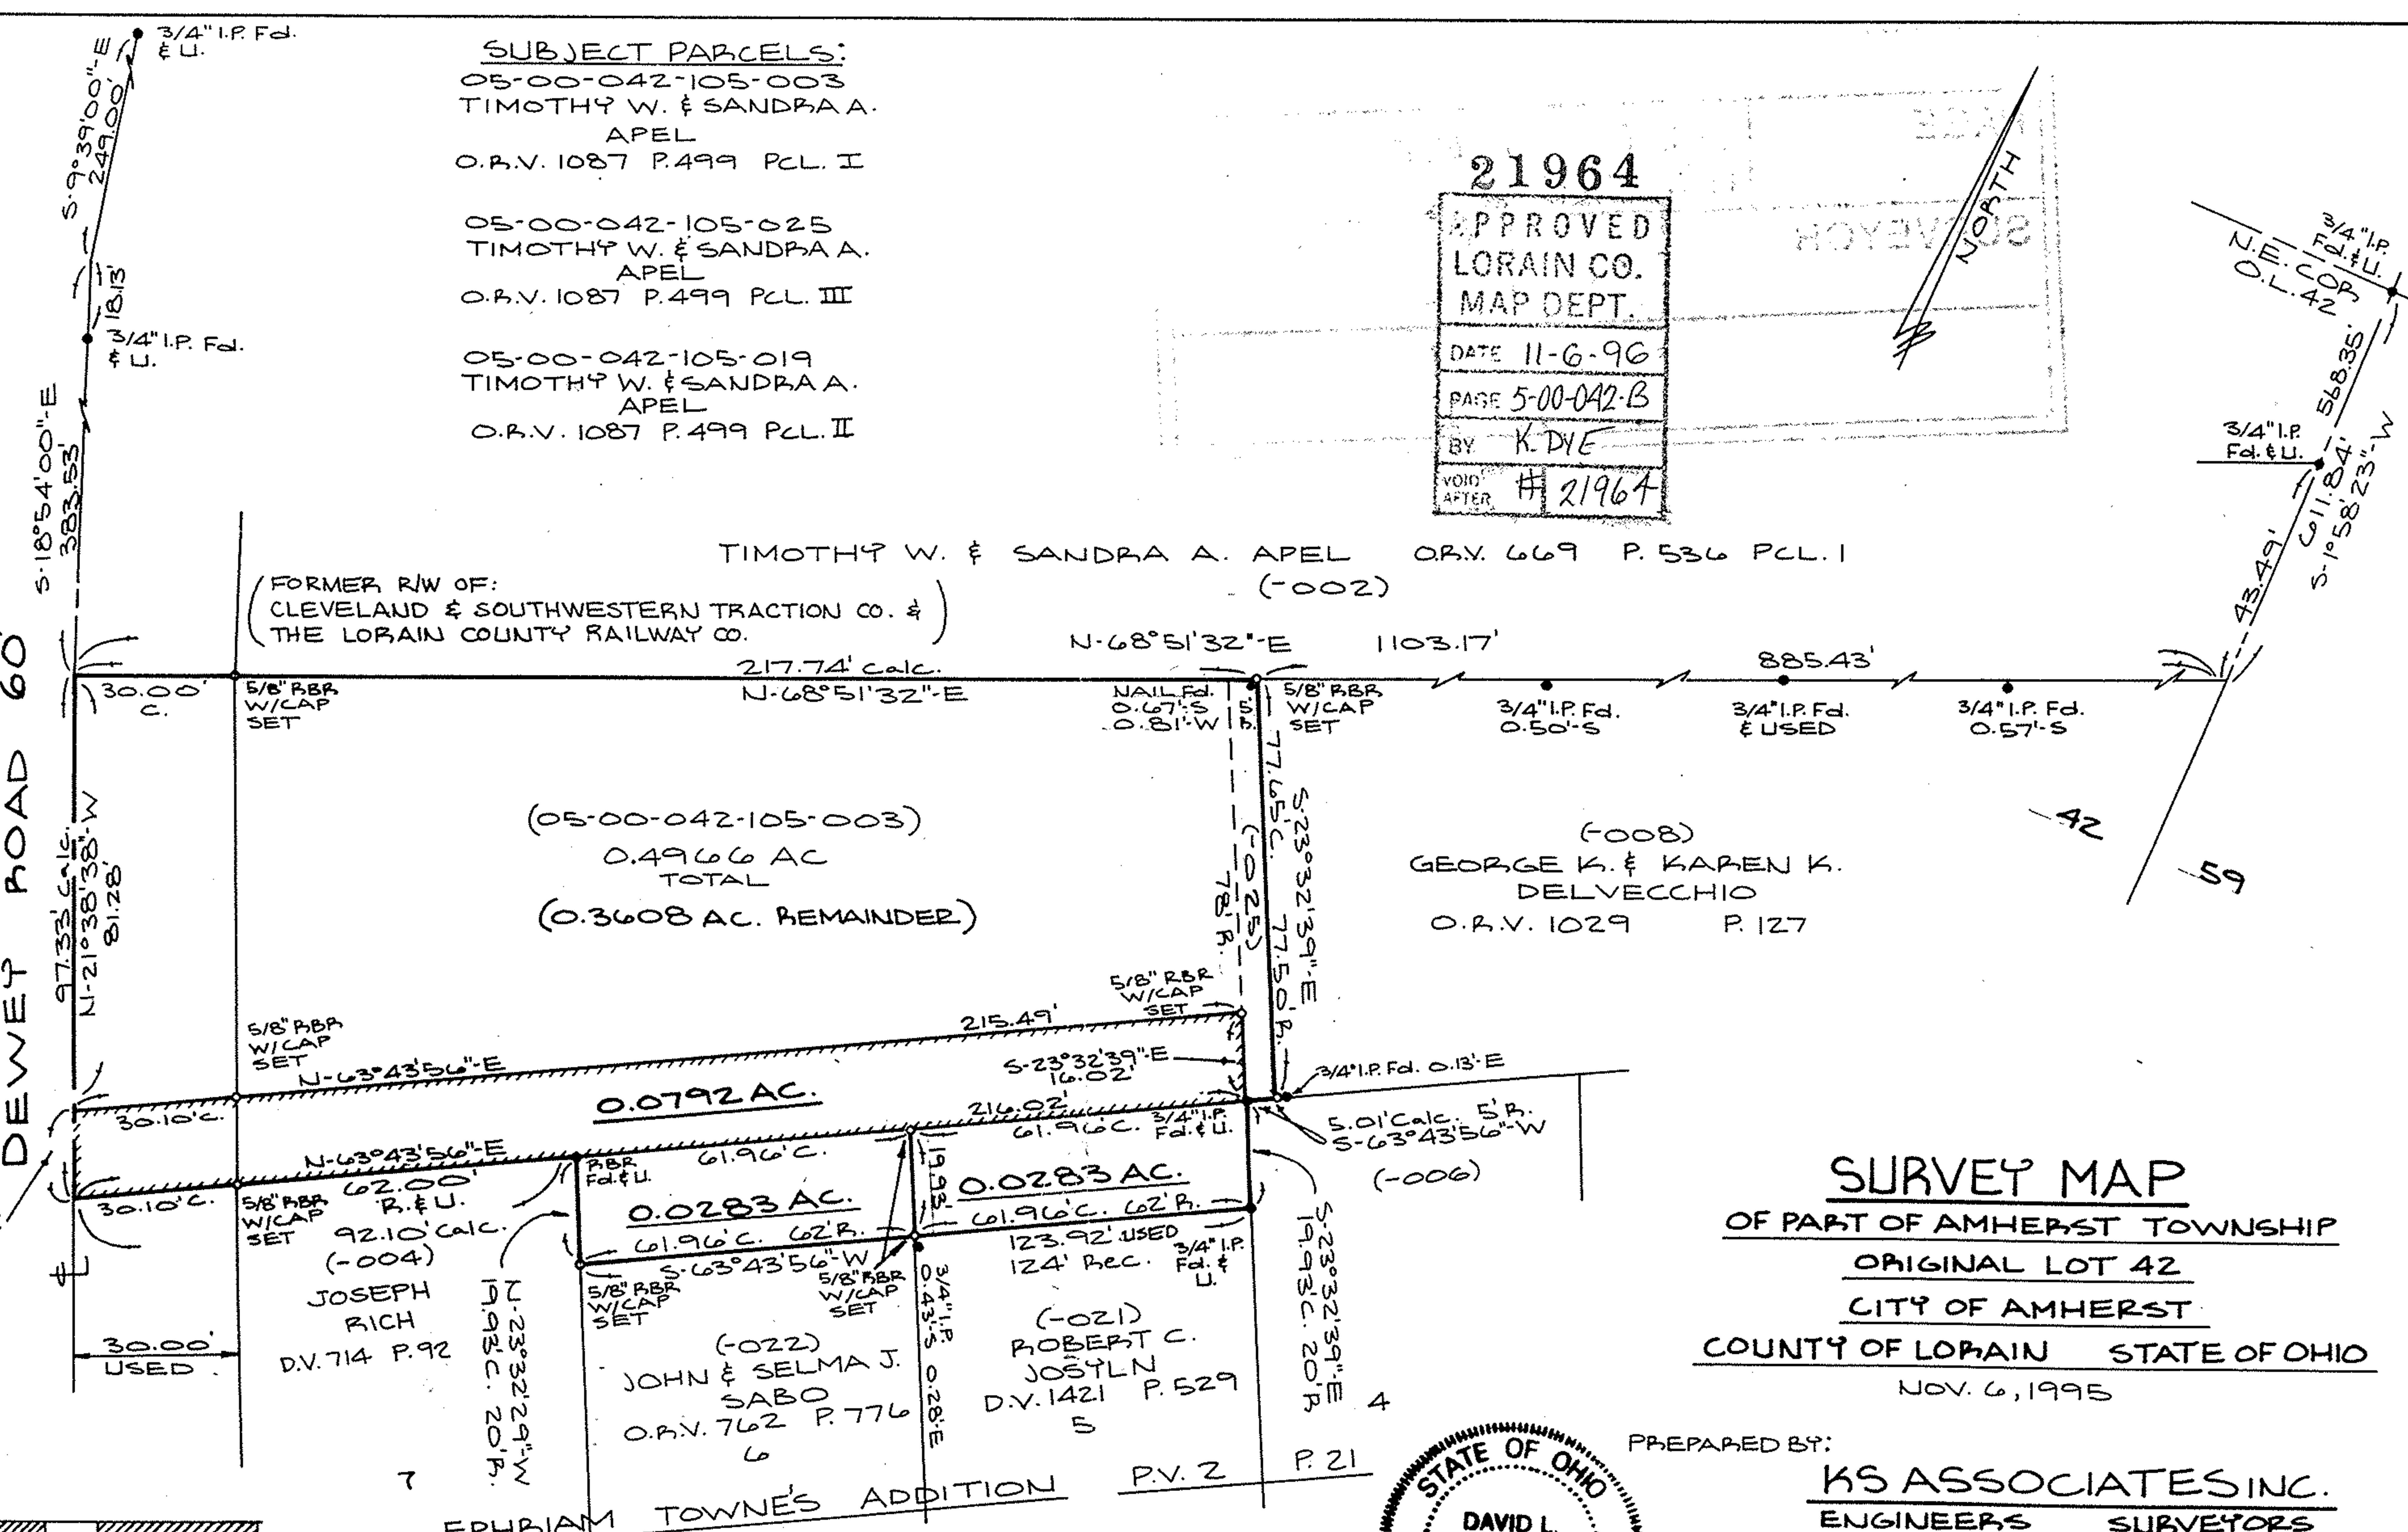 3/4" I.P. Fd.
& U.
S-9°39'00"-E
249.00'
18.13'
3/4" I.P. Fd.
& U.
S-18°54'00"-E
383.53'
SUBJECT PARCELS:
05-00-042-105-003
TIMOTHY W. & SANDRA A.
APEL
O.R.V. 1087 P.499 PCL. I
05-00-042-105-025
TIMOTHY W. & SANDRA A.
APEL
O.R.V. 1087 P.499 PCL. III
05-00-042-105-019
TIMOTHY W. & SANDRA A.
APEL
O.R.V. 1087 P.499 PCL. II
21964
APPROVED
LORAIN CO.
MAP DEPT.
DATE 11-6-96
PAGE 5-00-042-B
BY K. DYE
VOID
AFTER # 21964
PAGE
SURVEYOR
NORTH
3/4" I.P.
Fd. & U.
N.E. COR
O.L. 42
568.35'
3/4" I.P.
Fd. & U.
611.84'
S-1°58'23"-W
43.49'
TIMOTHY W. & SANDRA A. APEL O.R.V. 669 P. 536 PCL. 1
(-002)
(FORMER R/W OF:
CLEVELAND & SOUTHWESTERN TRACTION CO. &
THE LORAIN COUNTY RAILWAY CO.)
N-68°51'32"-E 1103.17'
217.74' Calc.
N-68°51'32"-E
885.43'
30.00'
C.
5/8" RBR
W/CAP
SET
NAIL Fd.
0.67'-S
0.81'-W
5'R.
5/8" RBR
W/CAP
SET
3/4" I.P. Fd.
0.50'-S
3/4" I.P. Fd.
& USED
3/4" I.P. Fd.
0.57'-S
DEWEY ROAD 60'
97.33' Calc.
N-21°38'38"-W
81.28'
(05-00-042-105-003)
0.4966 AC
TOTAL
(0.3608 AC. REMAINDER)
78' R.
(-025)
77.65'C. 77.50' R.
S-23°32'39"-E
(-008)
GEORGE K. & KAREN K.
DELVECCHIO
O.R.V. 1029 P. 127
42
59
5/8" RBR
W/CAP
SET
N-63°43'56"-E
215.49'
5/8" RBR
W/CAP
SET
S-23°32'39"-E
16.02'
3/4" I.P. Fd. 0.13'-E
30.10'C.
0.0792 AC.
216.02'
5.01' Calc. 5'R.
S-63°43'56"-W
(-006)
N-63°43'56"-E
RBR
Fd. & U.
61.96'C.
61.96'C.
3/4" I.P.
Fd. & U.
30.10'C.
5/8" RBR
W/CAP
SET
62.00'
R. & U.
92.10' Calc.
(-004)
JOSEPH
RICH
D.V. 714 P. 92
30.00'
USED
N-23°32'29"-W
19.93'C. 20'R.
0.0283 AC.
61.96'C. 62'R.
S-63°43'56"-W
19.93'
0.0283 AC.
61.96'C. 62'R.
123.92' USED
124' Rec.
3/4" I.P.
Fd. &
U.
5/8" RBR
W/CAP
SET
5/8" RBR
W/CAP
SET
3/4" I.P.
0.43'-S 0.28'E
S-23°32'39"-E
19.93'C. 20'R
(-022)
JOHN & SELMA J.
SABO
O.R.V. 762 P. 776
6
(-021)
ROBERT C.
JOSYLN
D.V. 1421 P. 529
5
4
7
EPHRIAM TOWNE'S ADDITION P.V. 2 P. 21
SURVEY MAP
OF PART OF AMHERST TOWNSHIP
ORIGINAL LOT 42
CITY OF AMHERST
COUNTY OF LORAIN STATE OF OHIO
NOV. 6, 1995
PREPARED BY:
KS ASSOCIATES INC.
ENGINEERS SURVEYORS
STATE OF OHIO
DAVID L.